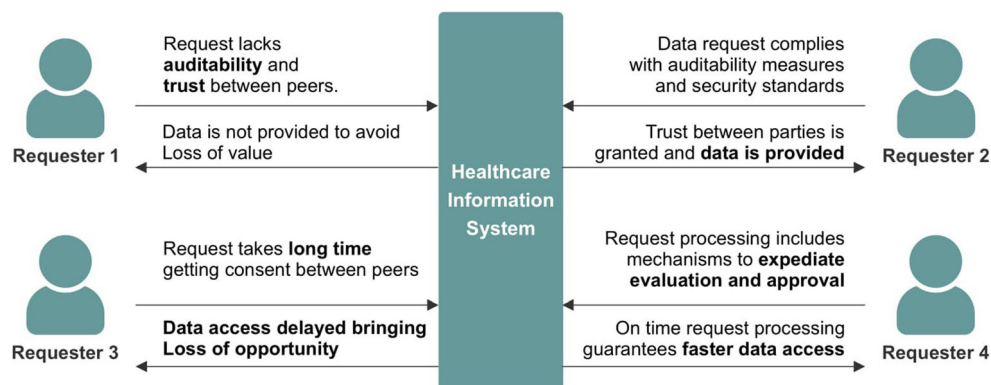 Request lacks
auditability and
trust between peers.
Data is not provided to avoid
Loss of value
Requester 1
Healthcare
Information
System
Data request complies
with auditability measures
and security standards
Trust between parties is
granted and data is provided
Requester 2
Request takes long time
getting consent between peers
Data access delayed bringing
Loss of opportunity
Requester 3
Request processing includes
mechanisms to expediate
evaluation and approval
On time request processing
guarantees faster data access
Requester 4